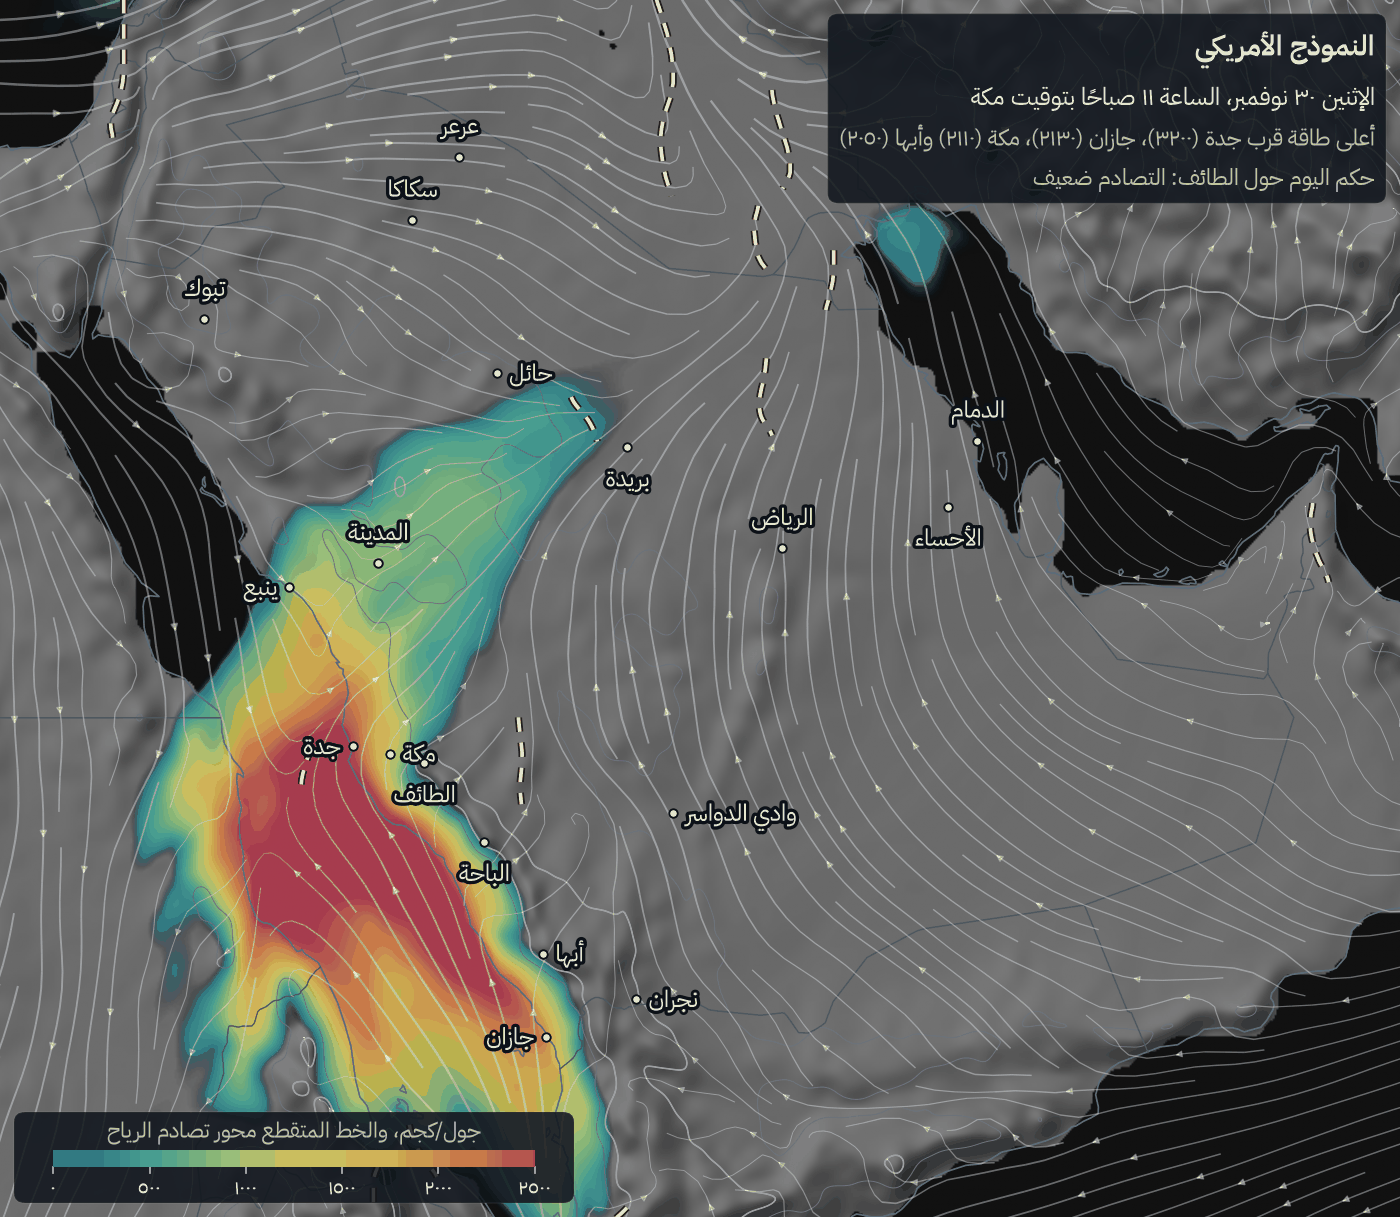 النموذج الأمريكي
الإثنين ٣٠ نوفمبر، الساعة ١١ صباحًا بتوقيت مكة
أعلى طاقة قرب جدة (٣٢٠٠)، جازان (٢١٣٠)، مكة (٢١١٠) وأبها (٢٠٥٠)
حكم اليوم حول الطائف: التصادم ضعيف
عرعر
سكاكا
تبوك
حائل
الدمام
بريدة
الرياض
المدينة
الأحساء
ينبع
جدة
مكة
الطائف
وادي الدواسر
الباحة
أبها
نجران
جازان
جول/كجم، والخط المتقطع محور تصادم الرياح
٠ ٥٠٠ ١٠٠٠ ١٥٠٠ ٢٠٠٠ ٢٥٠٠